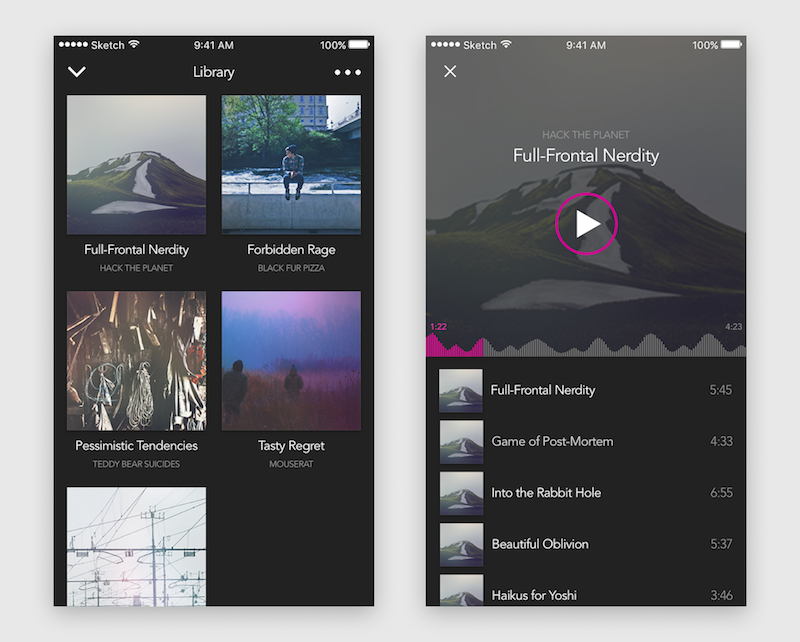 Sketch 9:41 AM 100%
Library
Full-Frontal Nerdity
HACK THE PLANET
Forbidden Rage
BLACK FUR PIZZA
Pessimistic Tendencies
TEDDY BEAR SUICIDES
Tasty Regret
MOUSERAT
Sketch 9:41 AM 100%
HACK THE PLANET
Full-Frontal Nerdity
1:22 4:23
Full-Frontal Nerdity 5:45
Game of Post-Mortem 4:33
Into the Rabbit Hole 6:55
Beautiful Oblivion 5:37
Haikus for Yoshi 3:46